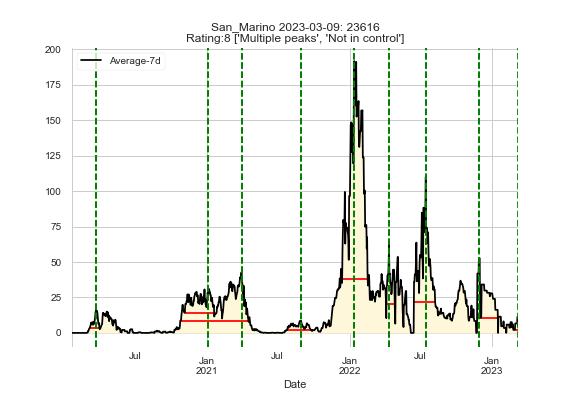 San_Marino 2023-03-09: 23616
Rating:8 ['Multiple peaks', 'Not in control']
Average-7d
200
175
150
125
100
75
50
25
0
Jul
Jan
2021
Jul
Jan
2022
Jul
Jan
2023
Date